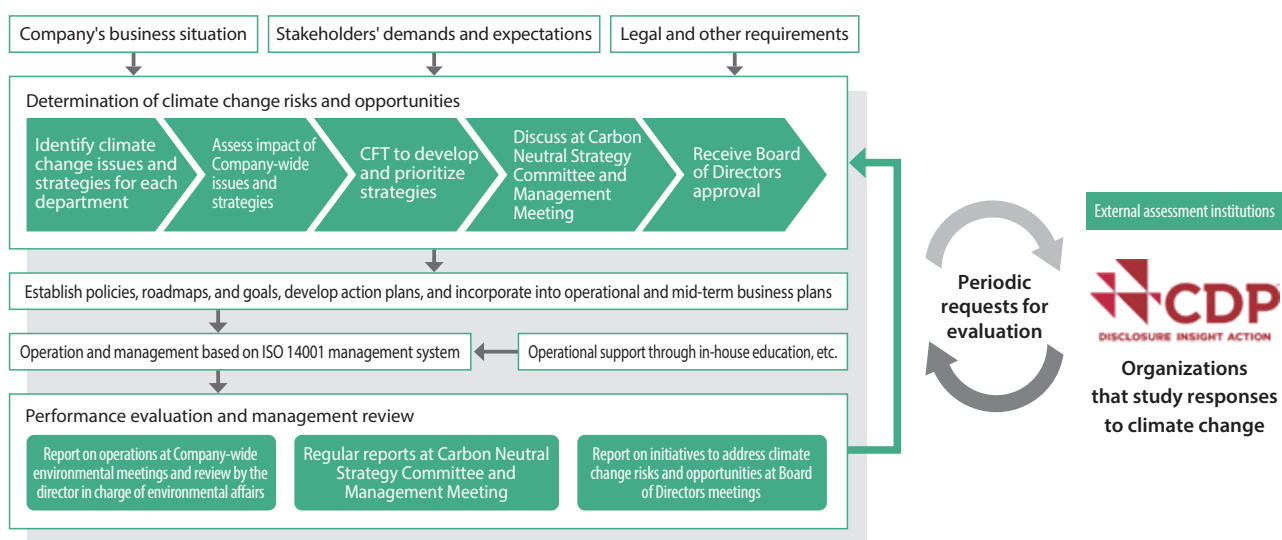 Company's business situation
Stakeholders' demands and expectations
Legal and other requirements
Determination of climate change risks and opportunities
Identify climate
change issues and
strategies for each
department
Assess impact of
Company-wide
issues and
strategies
CFT to develop
and prioritize
strategies
Discuss at Carbon
Neutral Strategy
Committee and
Management
Meeting
Receive Board
of Directors
approval
Establish policies, roadmaps, and goals, develop action plans, and incorporate into operational and mid-term business plans
Operation and management based on ISO 14001 management system
Operational support through in-house education, etc.
Performance evaluation and management review
Report on operations at Company-wide
environmental meetings and review by the
director in charge of environmental affairs
Regular reports at Carbon Neutral
Strategy Committee and
Management Meeting
Report on initiatives to address climate
change risks and opportunities at Board
of Directors meetings
Periodic
requests for
evaluation
External assessment institutions
CDP
DISCLOSURE INSIGHT ACTION
Organizations
that study responses
to climate change